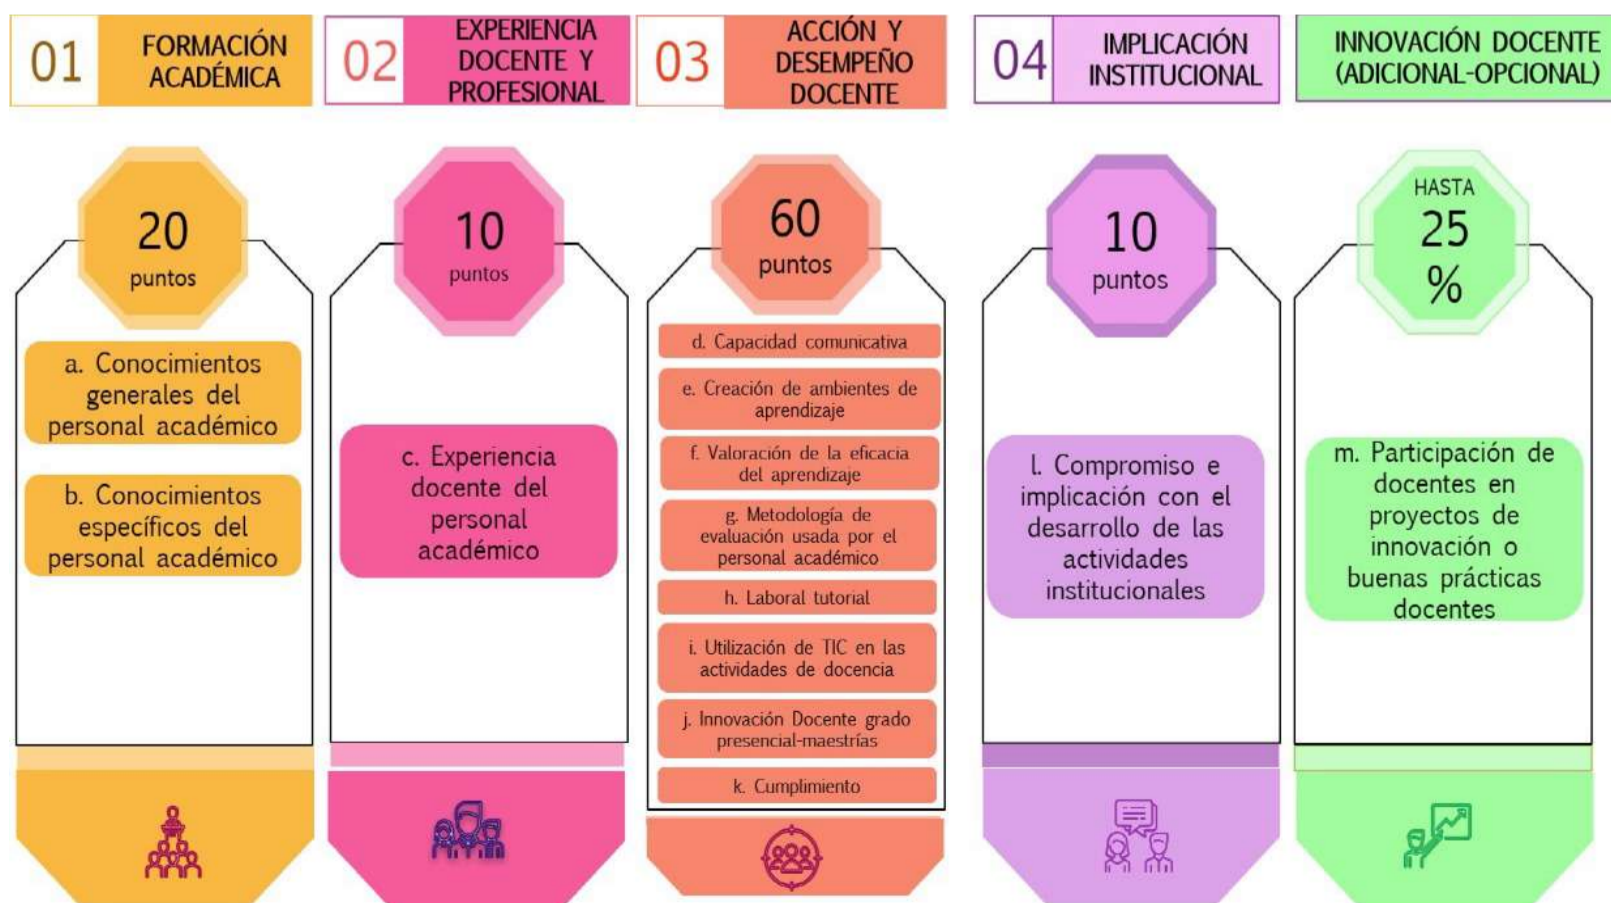 01
FORMACIÓN
ACADÉMICA
20
puntos
a. Conocimientos
generales del
personal académico
b. Conocimientos
específicos del
personal académico
02
EXPERIENCIA
DOCENTE Y
PROFESIONAL
10
puntos
c. Experiencia
docente del
personal
académico
03
ACCIÓN Y
DESEMPEÑO
DOCENTE
60
puntos
d. Capacidad comunicativa
e. Creación de ambientes de
aprendizaje
f. Valoración de la eficacia
del aprendizaje
g. Metodología de
evaluación usada por el
personal académico
h. Laboral tutorial
i. Utilización de TIC en las
actividades de docencia
j. Innovación Docente grado
presencial-maestrías
k. Cumplimiento
04
IMPLICACIÓN
INSTITUCIONAL
10
puntos
l. Compromiso e
implicación con el
desarrollo de las
actividades
institucionales
INNOVACIÓN DOCENTE
(ADICIONAL-OPCIONAL)
HASTA
25
%
m. Participación de
docentes en
proyectos de
innovación o
buenas prácticas
docentes